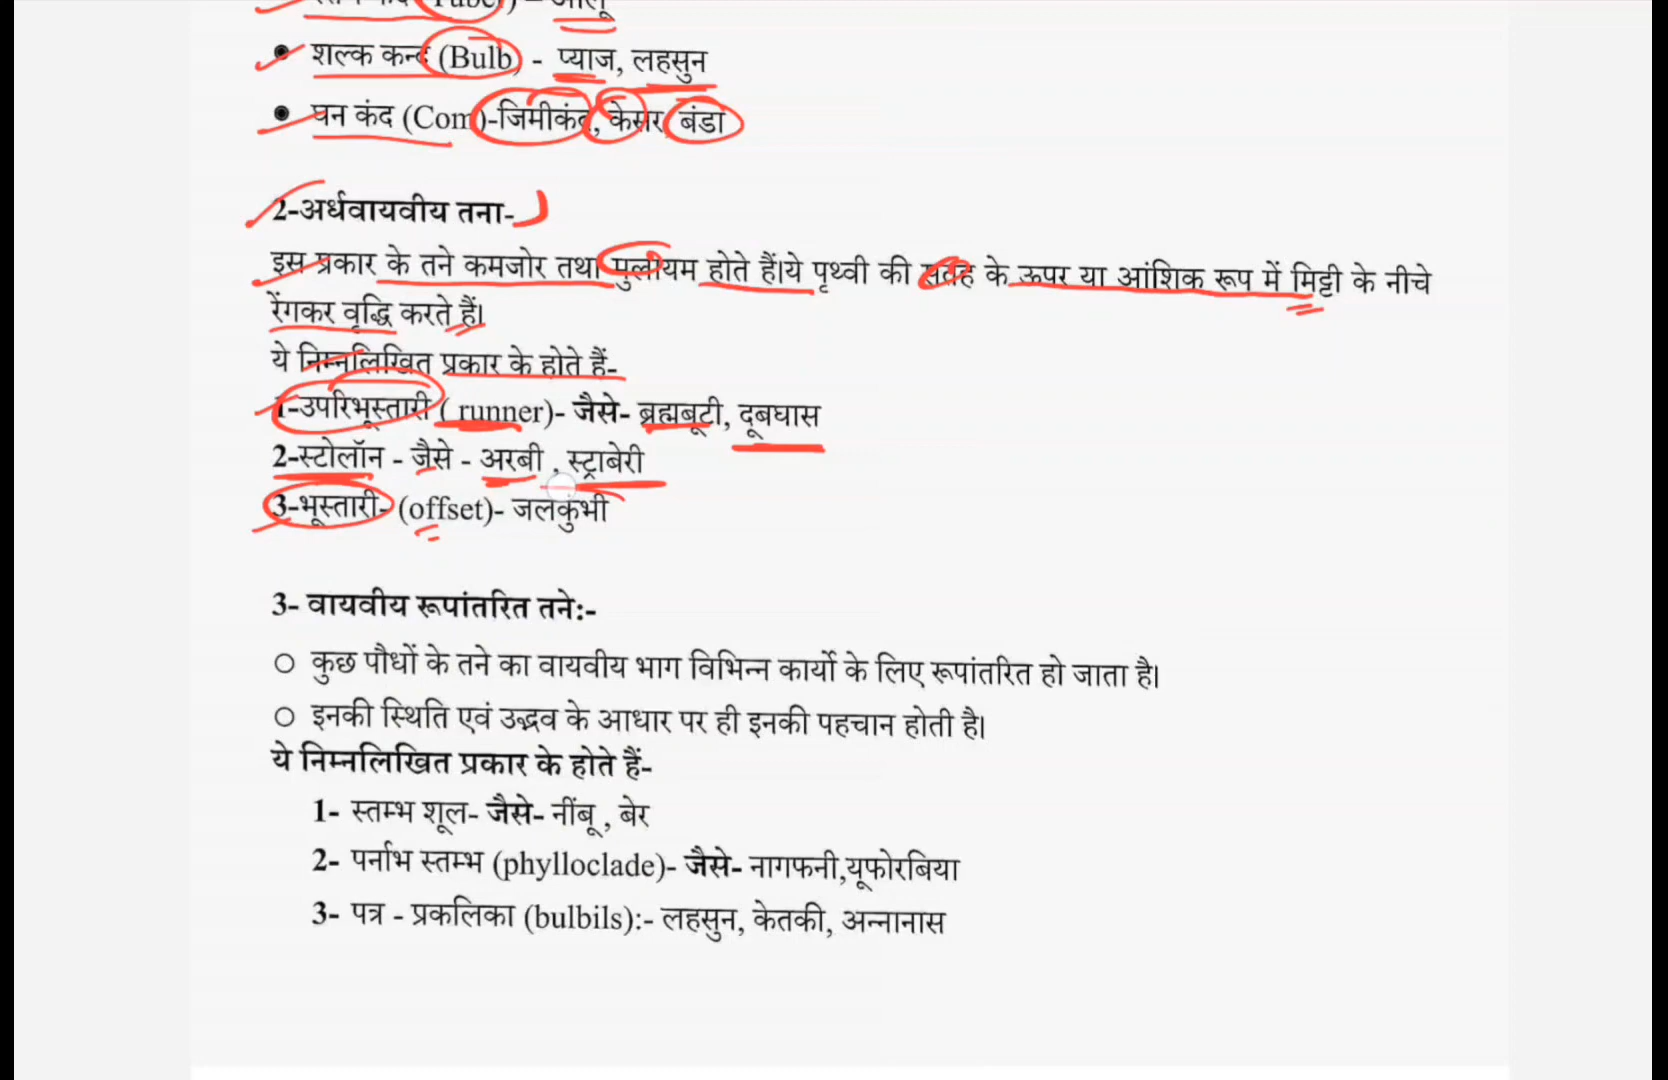 (Tuber) – आलू
शल्क कन्द (Bulb) - प्याज, लहसुन
घन कंद (Com)-जिमीकंद, केसर, बंडा
2-अर्धवायवीय तना-
इस प्रकार के तने कमजोर तथा मुलायम होते हैं।ये पृथ्वी की सतह के ऊपर या आंशिक रूप में मिट्टी के नीचे
रेंगकर वृद्धि करते हैं।
ये निम्नलिखित प्रकार के होते हैं-
1-उपरिभूस्तारी ( runner)- जैसे- ब्रह्मबूटी, दूबघास
2-स्टोलॉन - जैसे - अरबी , स्ट्राबेरी
3-भूस्तारी- (offset)- जलकुंभी
3- वायवीय रूपांतरित तने:-
कुछ पौधों के तने का वायवीय भाग विभिन्न कार्यो के लिए रूपांतरित हो जाता है।
इनकी स्थिति एवं उद्भव के आधार पर ही इनकी पहचान होती है।
ये निम्नलिखित प्रकार के होते हैं-
1- स्तम्भ शूल- जैसे- नींबू , बेर
2- पर्नाभ स्तम्भ (phylloclade)- जैसे- नागफनी,यूफोरबिया
3- पत्र - प्रकलिका (bulbils):- लहसुन, केतकी, अन्नानास